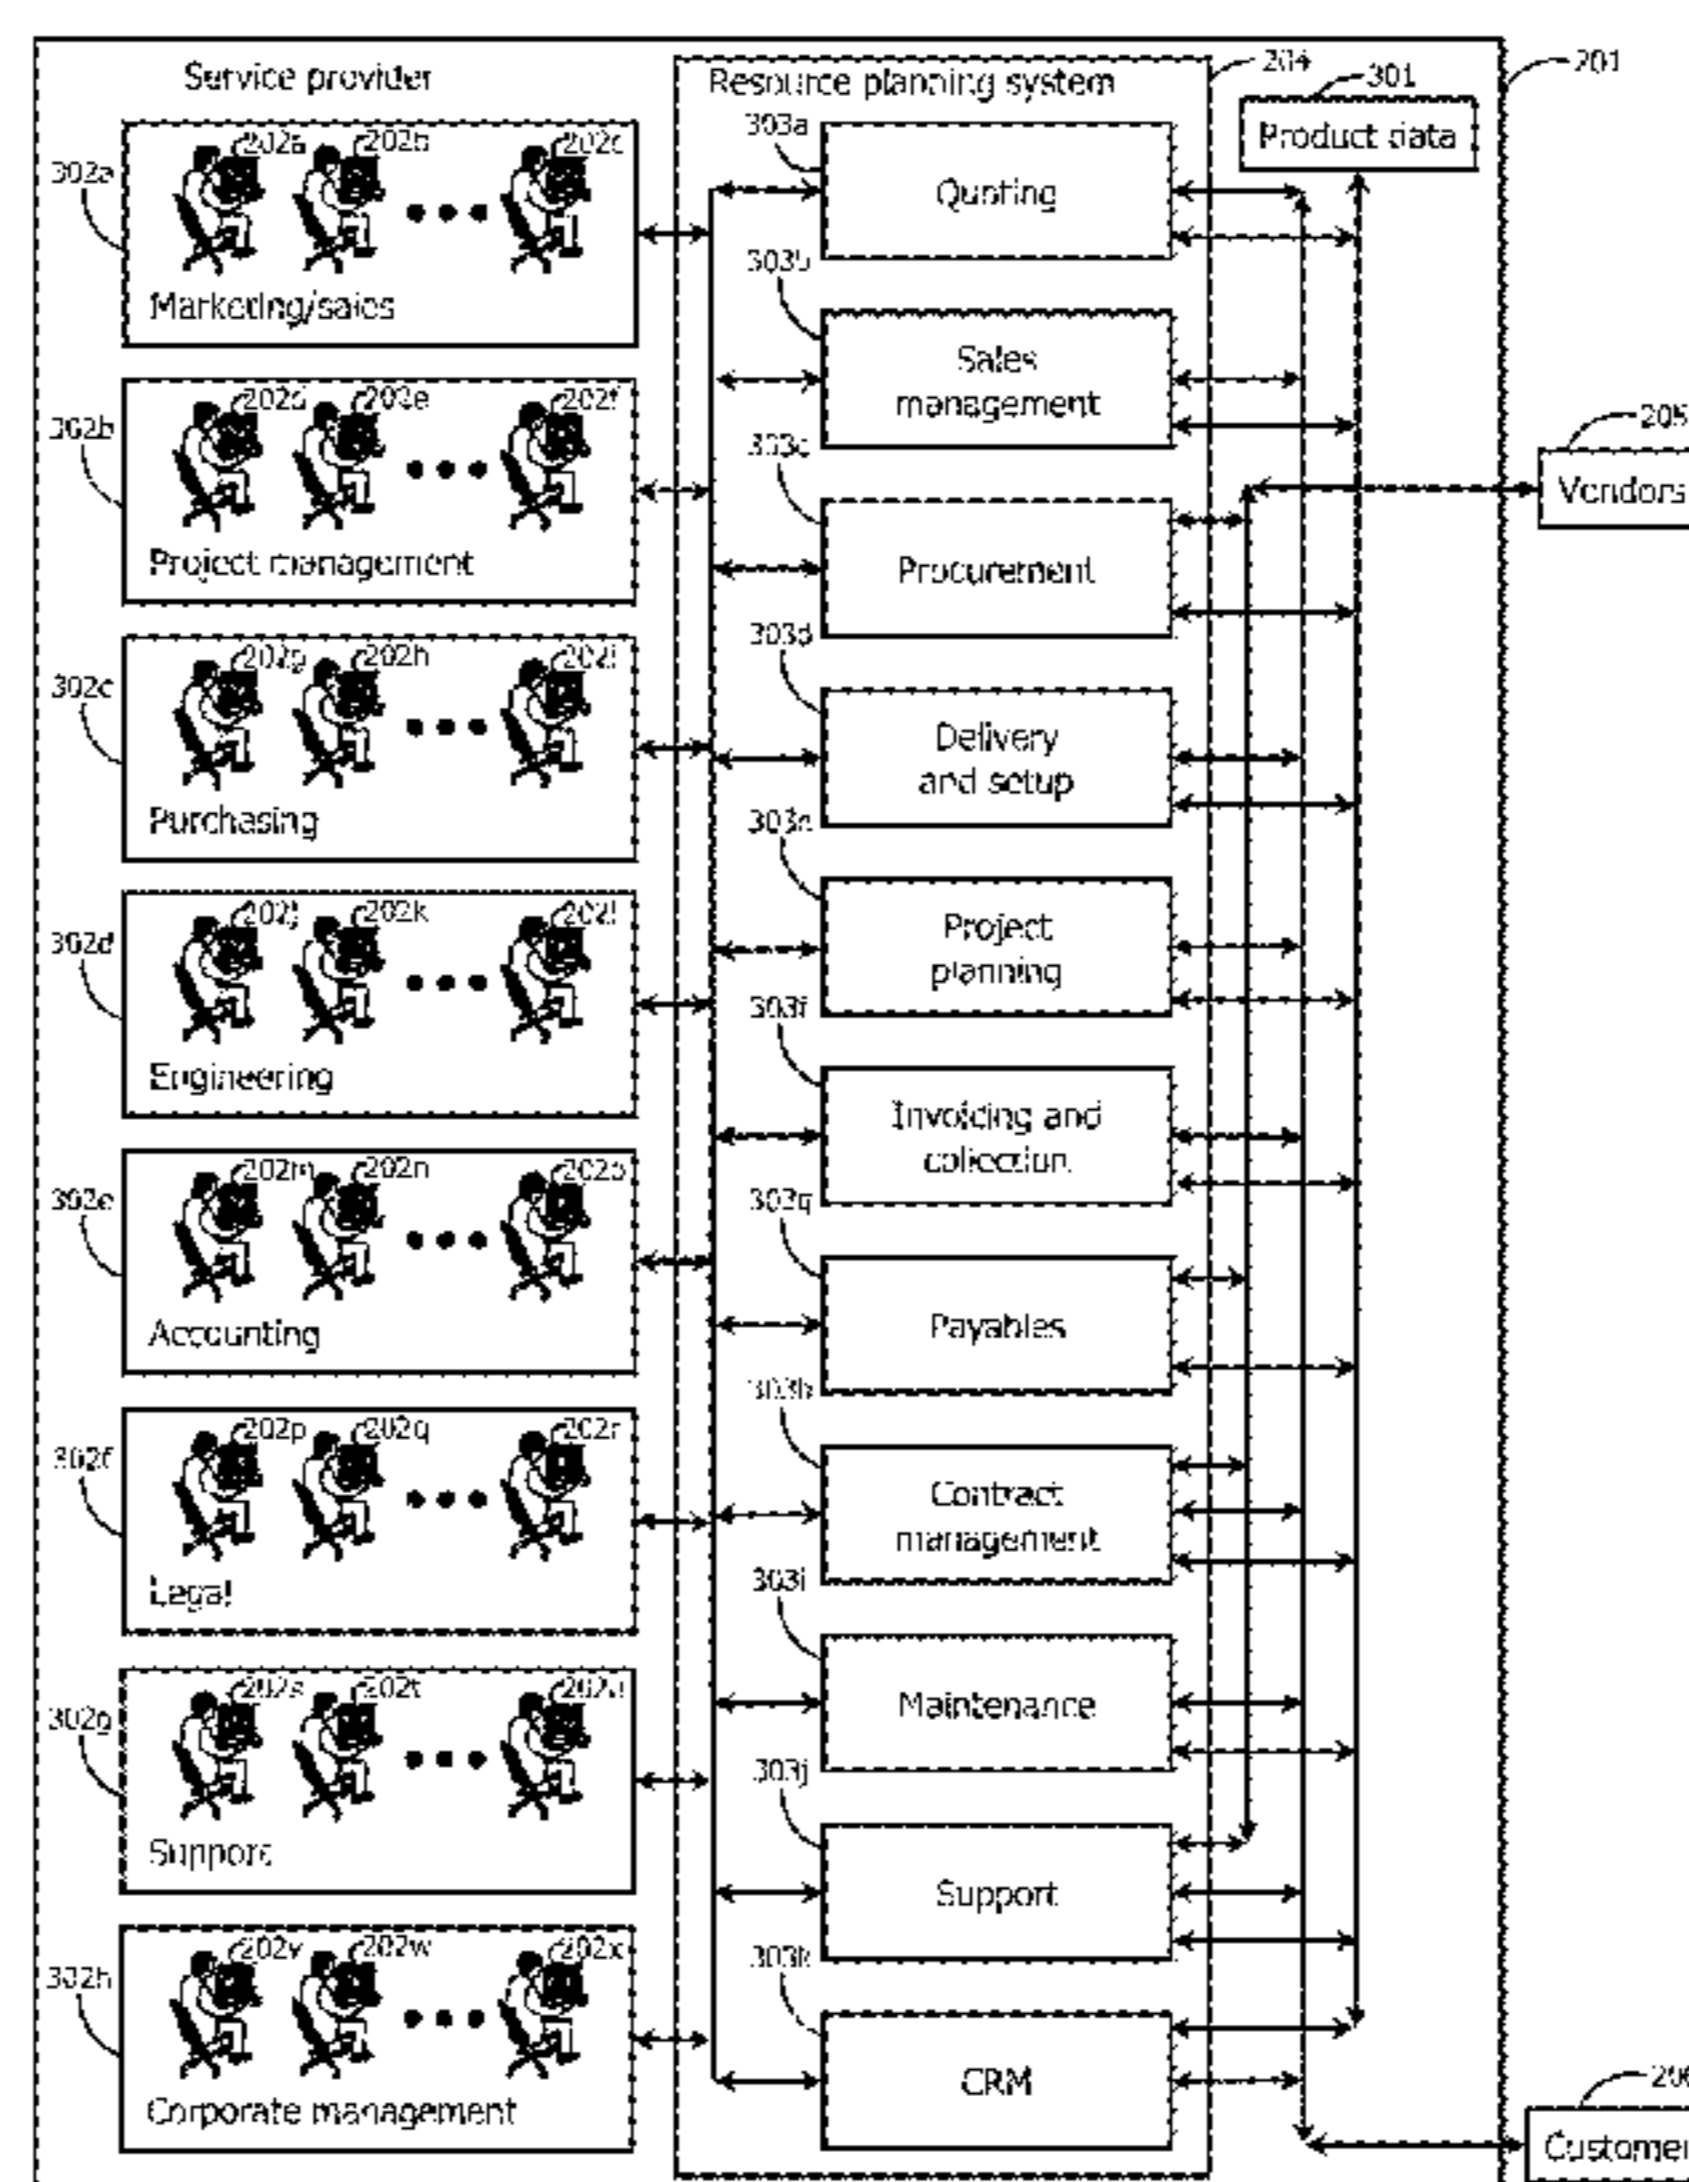 Service provider
Resource planning system
204
201
301
Product data
302a
202a
202b
202c
Marketing/sales
303a
Quoting
303b
Sales
management
302b
202d
202e
202f
Project management
303c
Procurement
205
Vendors
302c
202g
202h
202i
Purchasing
303d
Delivery
and setup
302d
202j
202k
202l
Engineering
303e
Project
planning
303f
Invoicing and
collection
302e
202m
202n
202o
Accounting
303g
Payables
302f
202p
202q
202r
Legal
303h
Contract
management
303i
Maintenance
302g
202s
202t
202u
Support
303j
Support
302h
202v
202w
202x
Corporate management
303k
CRM
206
Customer